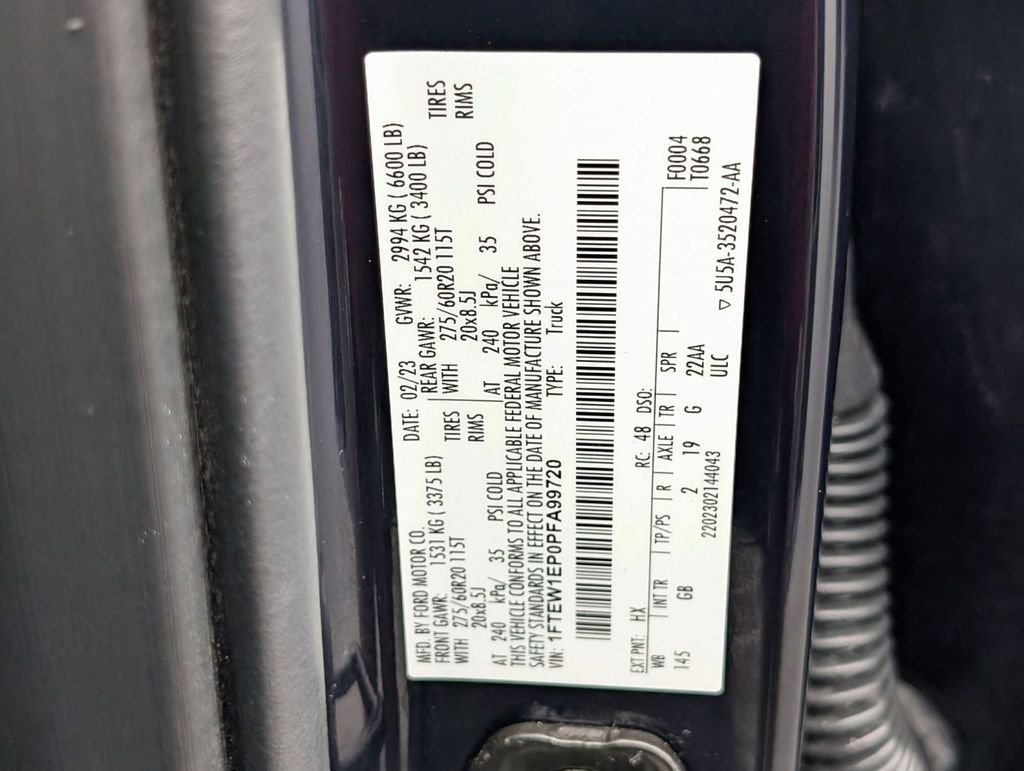 MFD. BY FORD MOTOR CO. DATE: 02/23 GVWR: 2994 KG ( 6600 LB)
FRONT GAWR: 1531 KG ( 3375 LB) REAR GAWR: 1542 KG ( 3400 LB)
WITH 275/60R20 115T TIRES WITH 275/60R20 115T TIRES
20x8.5J RIMS 20x8.5J RIMS
AT 240 kPa/ 35 PSI COLD AT 240 kPa/ 35 PSI COLD
THIS VEHICLE CONFORMS TO ALL APPLICABLE FEDERAL MOTOR VEHICLE
SAFETY STANDARDS IN EFFECT ON THE DATE OF MANUFACTURE SHOWN ABOVE.
VIN: 1FTEW1EP0PFA99720 TYPE: Truck
EXT PNT: HX RC: 48 DSO: F0004
WB INT TR TP/PS R AXLE TR SPR T0668
145 GB 2 19 G 22AA
2202302144043 ULC
▽ 5U5A-3520472-AA